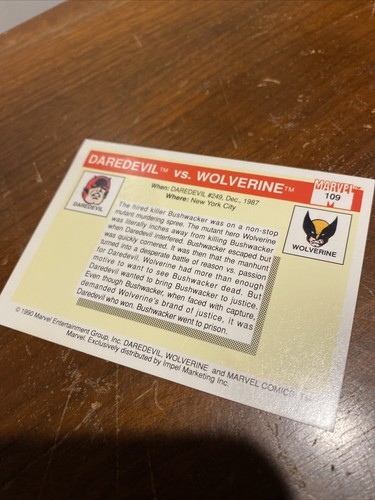 DAREDEVIL™ vs. WOLVERINE™
MARVEL™
109
M
When: DAREDEVIL #249, Dec., 1987
Where: New York City
DAREDEVIL
WOLVERINE
The hired killer Bushwacker was on a non-stop
mutant murdering spree. The mutant hero Wolverine
was literally inches away from killing Bushwacker
when Daredevil interfered. Bushwacker escaped but
was quickly cornered. It was then that the manhunt
turned into a desperate battle of reason vs. passion
for Daredevil. Wolverine had more than enough
motive to want to see Bushwacker dead. But
Daredevil wanted to bring Bushwacker to justice.
Even though Bushwacker, when faced with capture,
demanded Wolverine's brand of justice, it was
Daredevil who won. Bushwacker went to prison.
© 1990 Marvel Entertainment Group, Inc. DAREDEVIL, WOLVERINE and MARVEL COMICS: TM
Marvel. Exclusively distributed by Impel Marketing Inc.